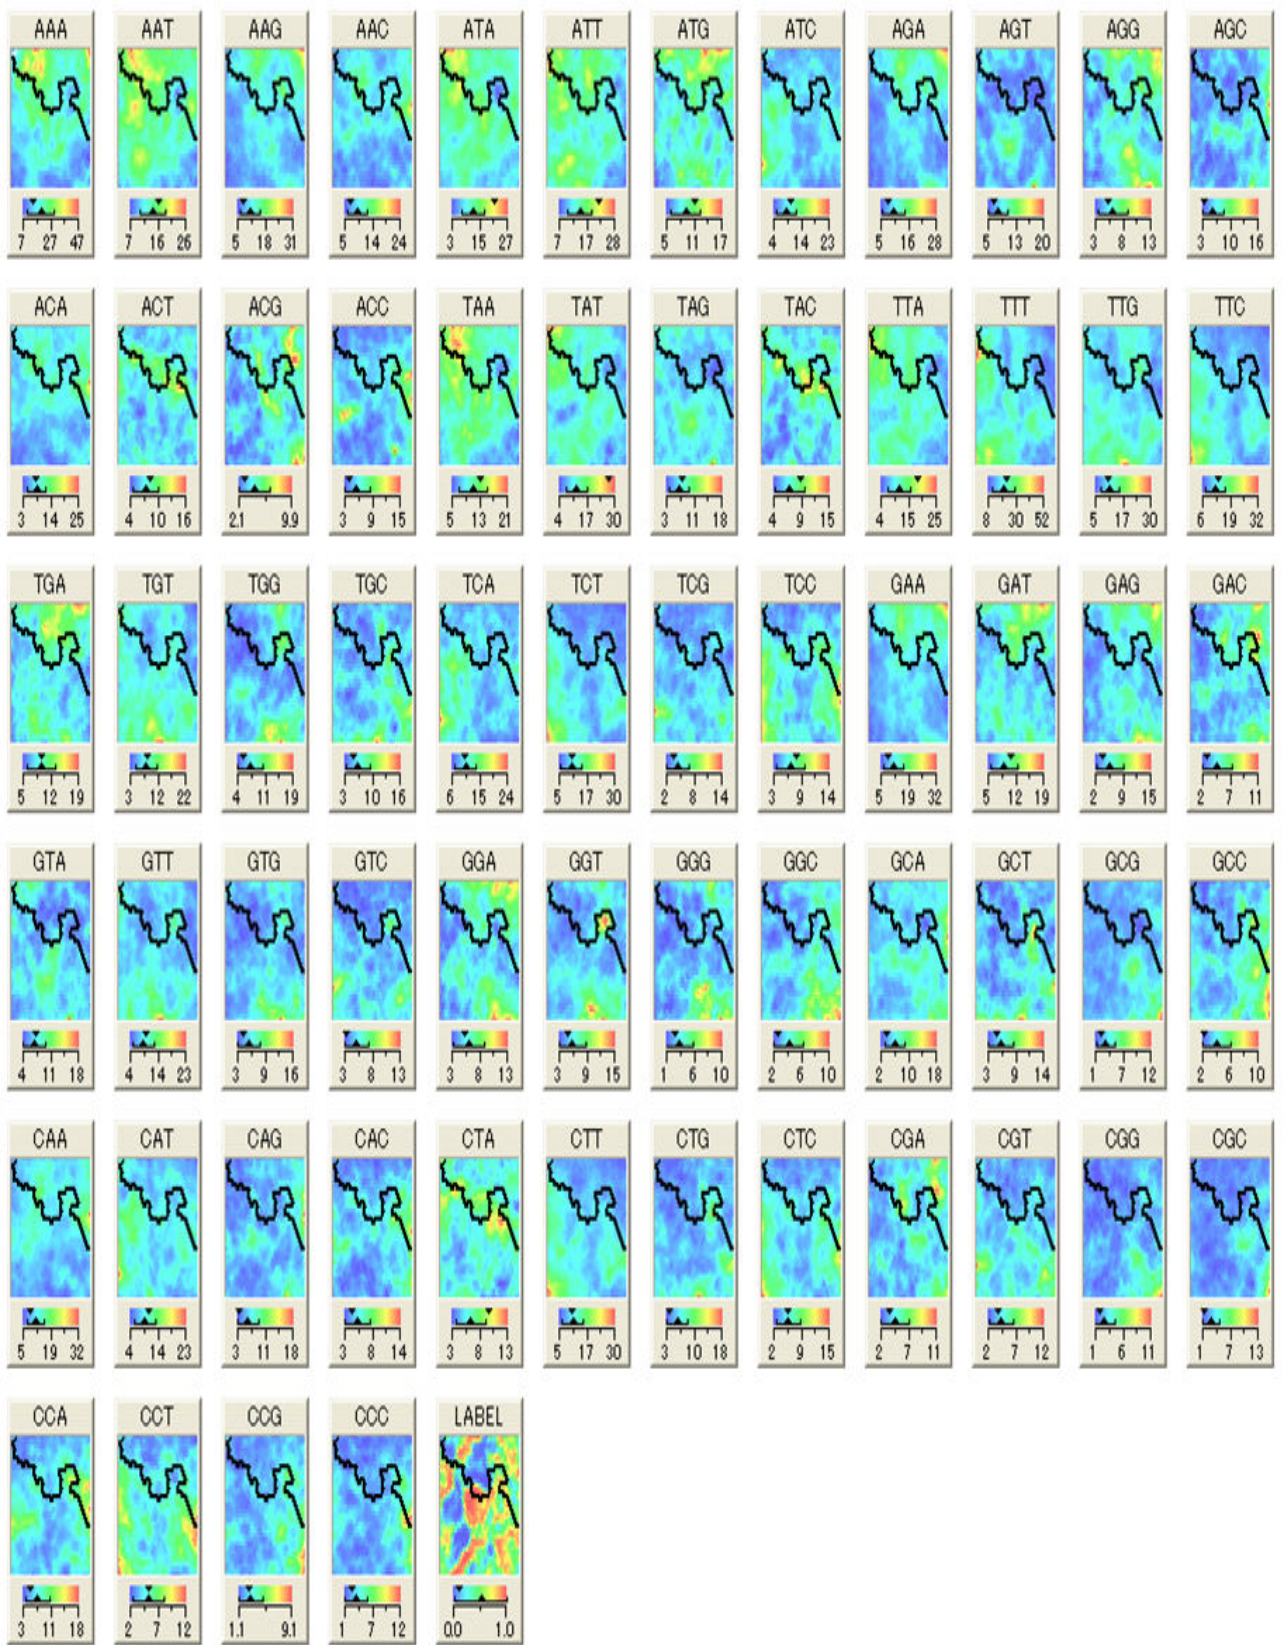 AAA AAT AAG AAC ATA ATT ATG ATC AGA AGT AGG AGC
7 27 47 7 16 26 5 18 31 5 14 24 3 15 27 7 17 28 5 11 17 4 14 23 5 16 28 5 13 20 3 8 13 3 10 16
ACA ACT ACG ACC TAA TAT TAG TAC TTA TTT TTG TTC
3 14 25 4 10 16 2.1 9.9 3 9 15 5 13 21 4 17 30 3 11 18 4 9 15 4 15 25 8 30 52 5 17 30 6 19 32
TGA TGT TGG TGC TCA TCT TCG TCC GAA GAT GAG GAC
5 12 19 3 12 22 4 11 19 3 10 16 6 15 24 5 17 30 2 8 14 3 9 14 5 19 32 5 12 19 2 9 15 2 7 11
GTA GTT GTG GTC GGA GGT GGG GGC GCA GCT GCG GCC
4 11 18 4 14 23 3 9 16 3 8 13 3 8 13 3 9 15 1 6 10 2 6 10 2 10 18 3 9 14 1 7 12 2 6 10
CAA CAT CAG CAC CTA CTT CTG CTC CGA CGT CGG CGC
5 19 32 4 14 23 3 11 18 3 8 14 3 8 13 5 17 30 3 10 18 2 9 15 2 7 11 2 7 12 1 6 11 1 7 13
CCA CCT CCG CCC LABEL
3 11 18 2 7 12 1.1 9.1 1 7 12 0.0 1.0